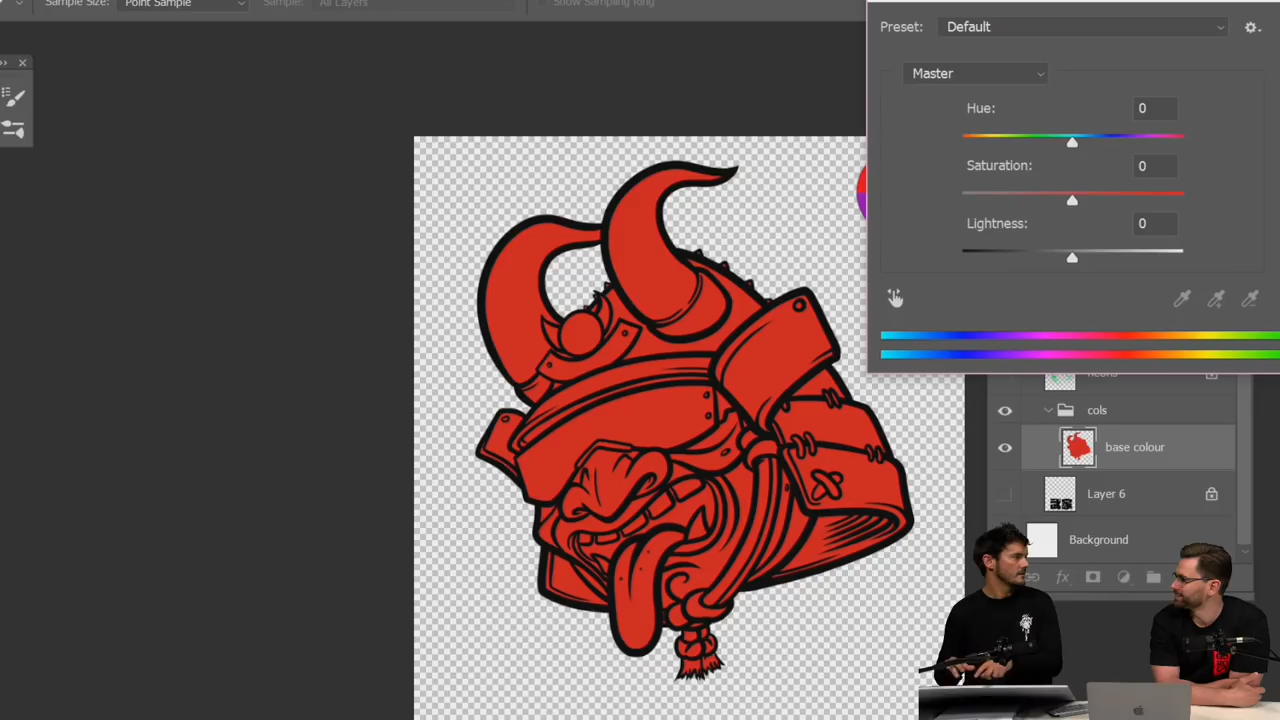 Sample Size: Point Sample Sample: All Layers Show Sampling Ring
Preset: Default
Master
Hue: 0
Saturation: 0
Lightness: 0
cols
base colour
Layer 6
Background
fx